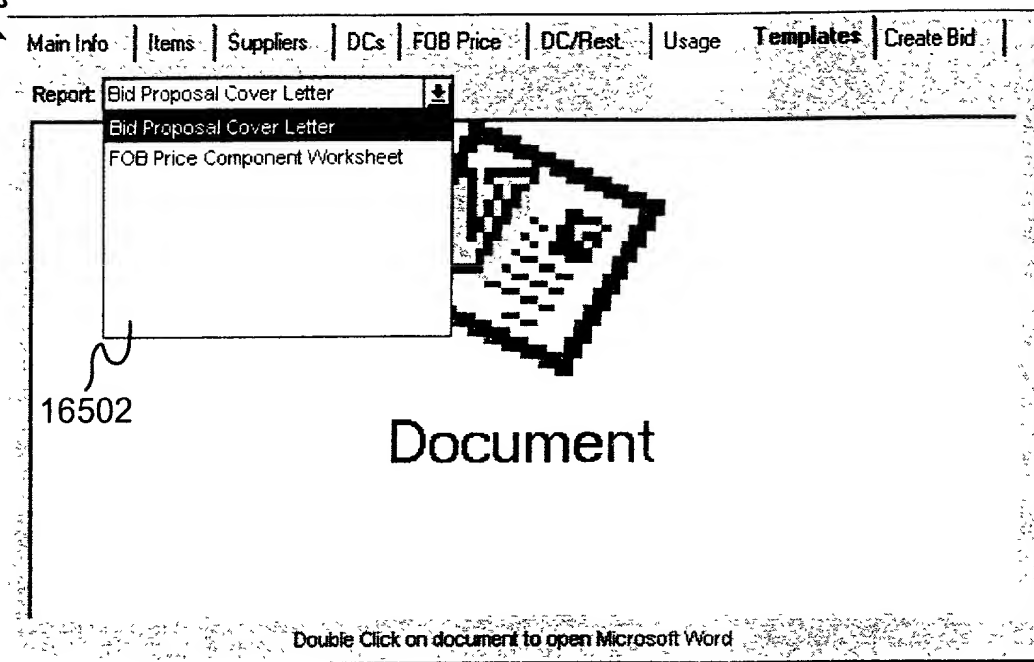 Main Info Items Suppliers DCs FOB Price DC/Rest. Usage Templates Create Bid
Report: Bid Proposal Cover Letter
Bid Proposal Cover Letter
FOB Price Component Worksheet
16502
Document
Double Click on document to open Microsoft Word